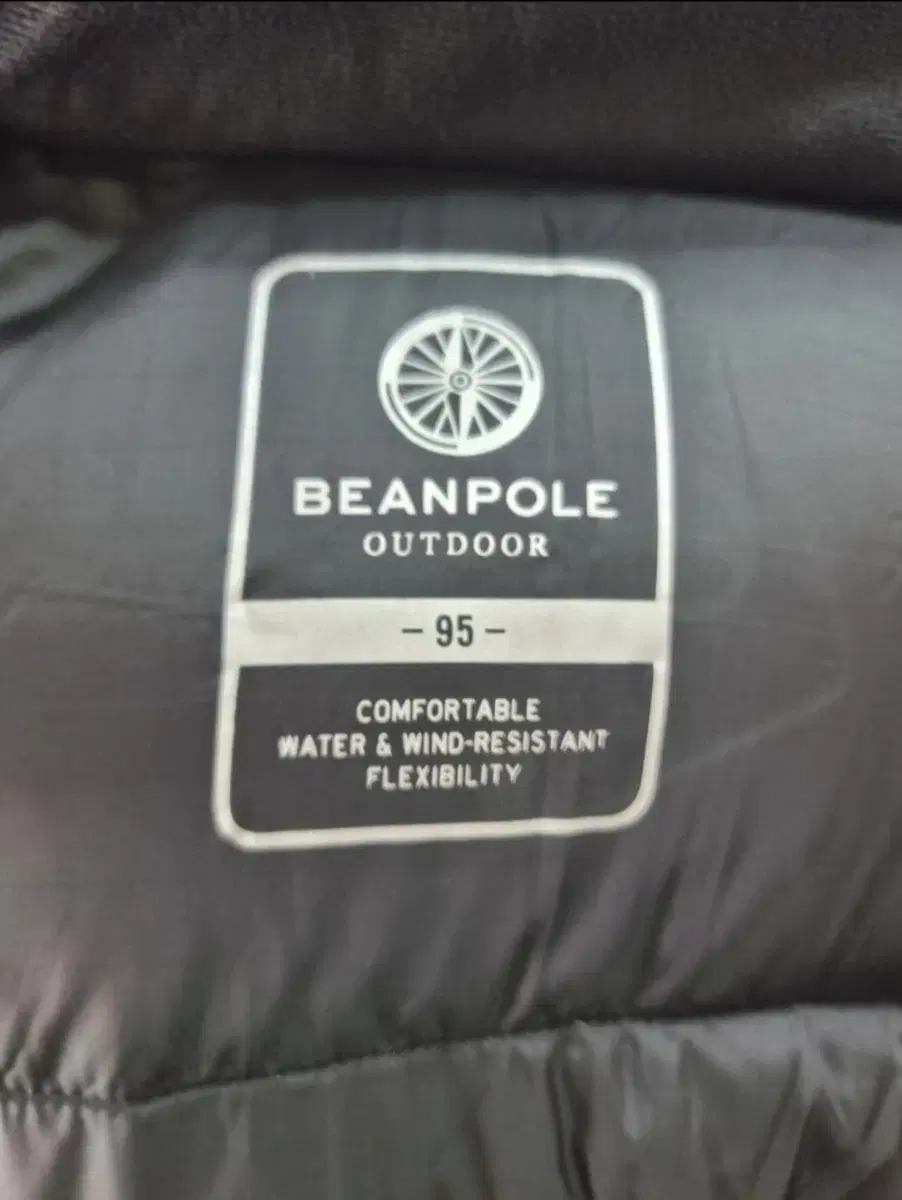 BEANPOLE
OUTDOOR
- 95 -
COMFORTABLE
WATER & WIND-RESISTANT
FLEXIBILITY